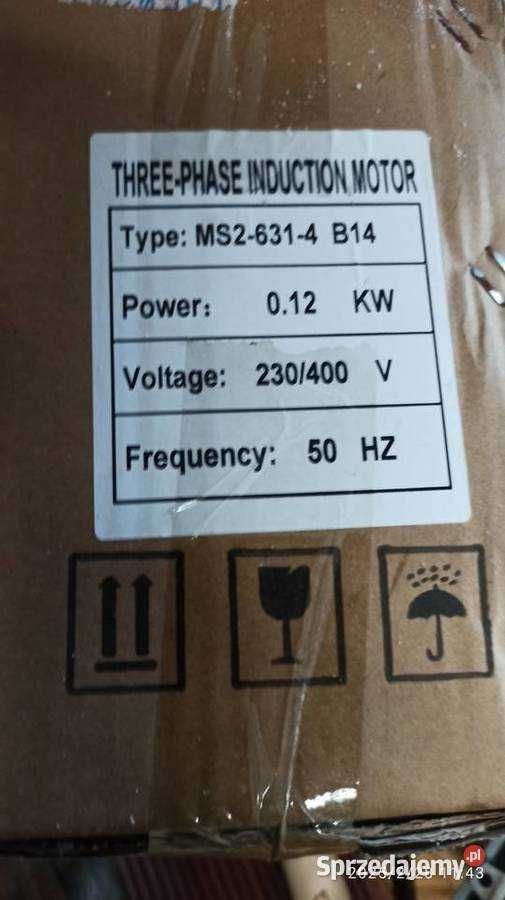 THREE-PHASE INDUCTION MOTOR
Type: MS2-631-4 B14
Power: 0.12 KW
Voltage: 230/400 V
Frequency: 50 HZ
Sprzedajemy.pl